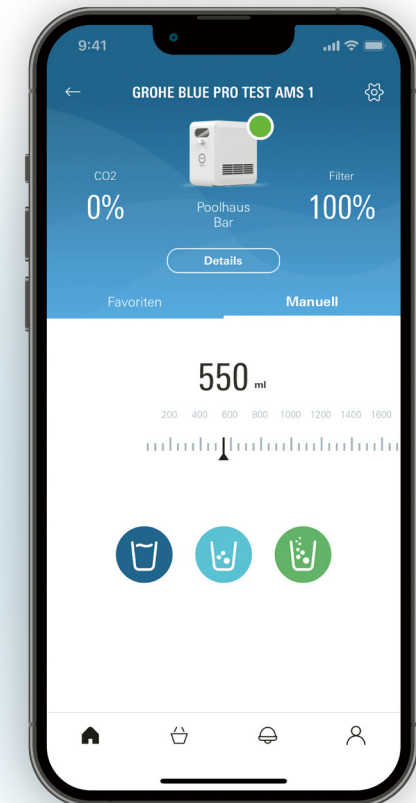 9:41
GROHE BLUE PRO TEST AMS 1
CO2
Filter
0%
Poolhaus
Bar
100%
Details
Favoriten
Manuell
550 ml
200 400 600 800 1000 1200 1400 1600